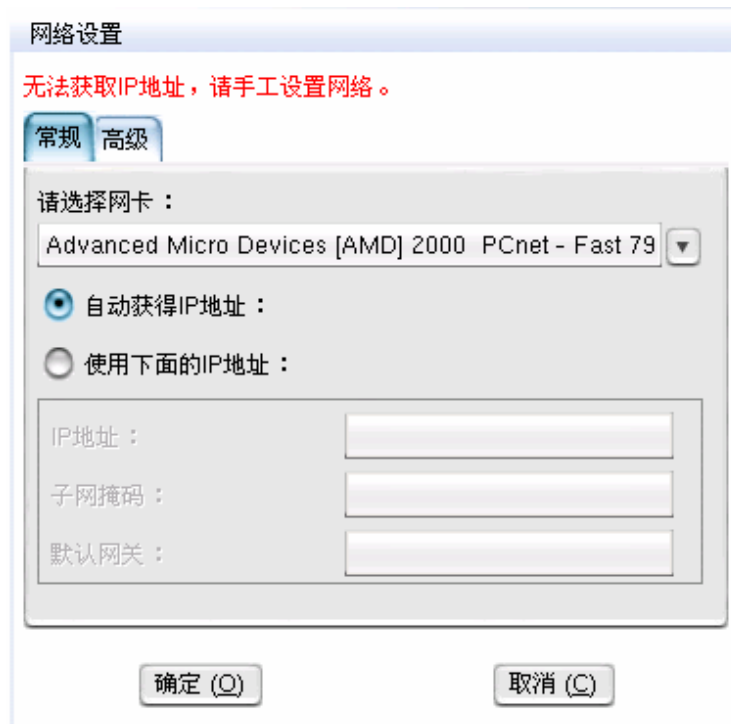 网络设置
无法获取IP地址，请手工设置网络。
常规 高级
请选择网卡：
Advanced Micro Devices [AMD] 2000 PCnet - Fast 79
自动获得IP地址：
使用下面的IP地址：
IP地址：
子网掩码：
默认网关：
确定 (O) 取消 (C)